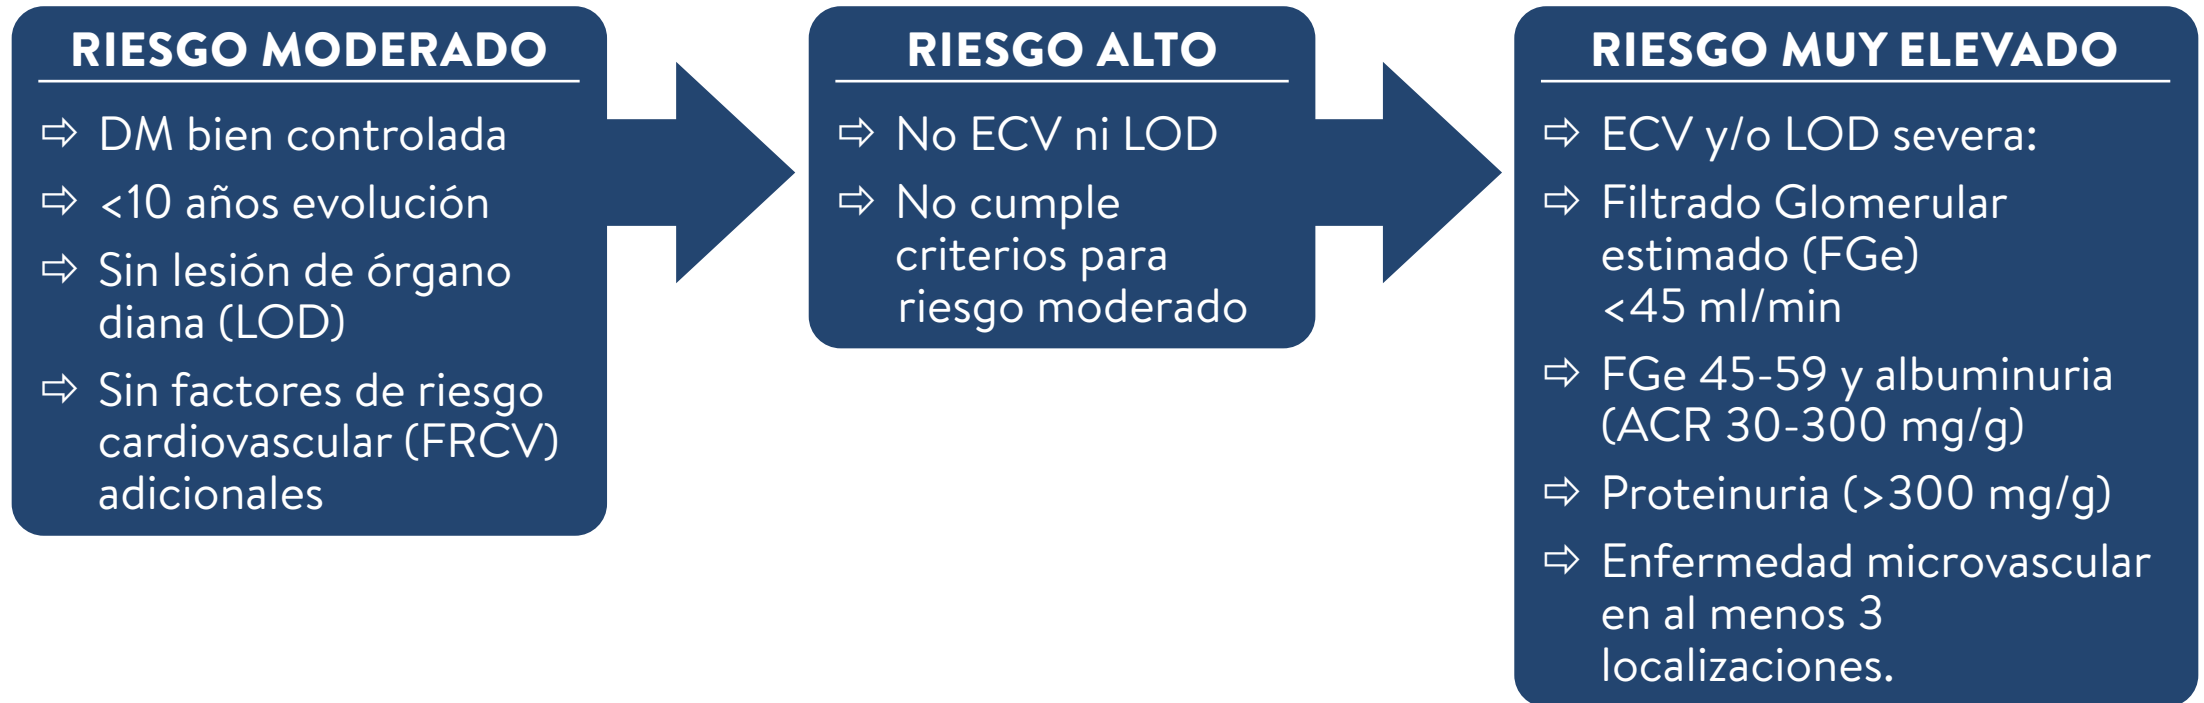 RIESGO MODERADO
⇨ DM bien controlada
⇨ <10 años evolución
⇨ Sin lesión de órgano
diana (LOD)
⇨ Sin factores de riesgo
cardiovascular (FRCV)
adicionales
RIESGO ALTO
⇨ No ECV ni LOD
⇨ No cumple
criterios para
riesgo moderado
RIESGO MUY ELEVADO
⇨ ECV y/o LOD severa:
⇨ Filtrado Glomerular
estimado (FGe)
<45 ml/min
⇨ FGe 45-59 y albuminuria
(ACR 30-300 mg/g)
⇨ Proteinuria (>300 mg/g)
⇨ Enfermedad microvascular
en al menos 3
localizaciones.